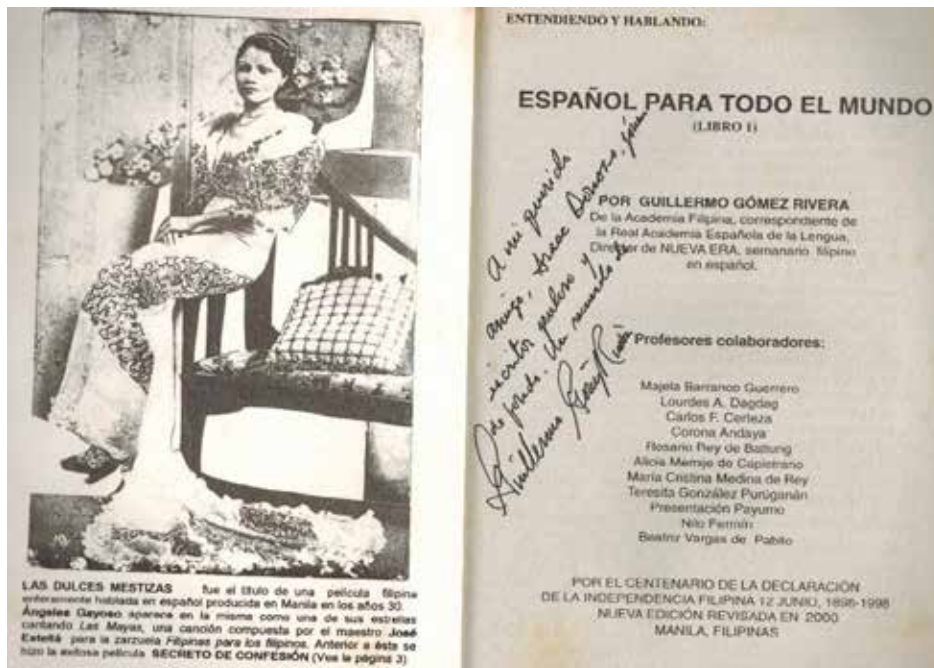 LAS DULCES MESTIZAS fue el título de una película filipina
enteramente hablada en español producida en Manila en los años 30.
Ángeles Gayoso aparece en la misma como una de sus estrellas
cantando Las Mayas, una canción compuesta por el maestro José
Estellá para la zarzuela Filipinas para los filipinos. Anterior a ésta se
hizo la exitosa película SECRETO DE CONFESIÓN (Vea la página 3)
ENTENDIENDO Y HABLANDO:
ESPAÑOL PARA TODO EL MUNDO
(LIBRO I)
POR GUILLERMO GÓMEZ RIVERA
De la Academia Filipina, correspondiente de
la Real Academia Española de la Lengua,
Director de NUEVA ERA, semanario filipino
en español.
A mi querido
amigo, Isaac Donoso, joven
escritor
Guillermo Gómez Rivera
Profesores colaboradores:
Majela Barranco Guerrero
Lourdes A. Dagdag
Carlos F. Certeza
Corona Andaya
Rosario Rey de Battung
Alicia
María Cristina Medina de Rey
Teresita González Purúganán
Presentación Payumo
Nilo Fermín
Beatriz Vargas de Pabito
POR EL CENTENARIO DE LA DECLARACIÓN
DE LA INDEPENDENCIA FILIPINA 12 JUNIO, 1898-1998
NUEVA EDICIÓN REVISADA EN 2000
MANILA, FILIPINAS